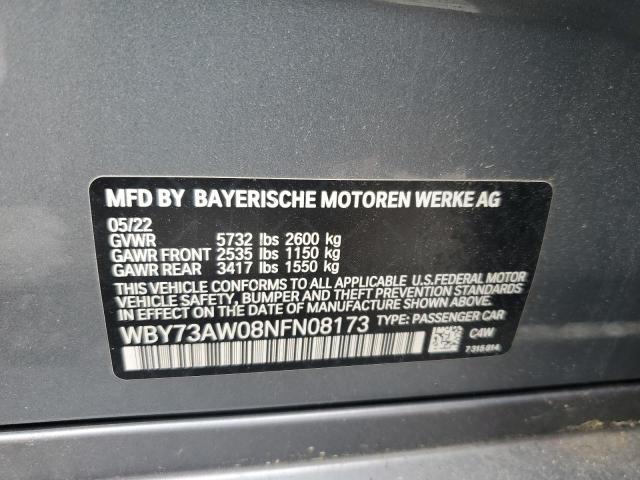 MFD BY BAYERISCHE MOTOREN WERKE AG
05/22
GVWR 5732 lbs 2600 kg
GAWR FRONT 2535 lbs 1150 kg
GAWR REAR 3417 lbs 1550 kg
THIS VEHICLE CONFORMS TO ALL APPLICABLE U.S.FEDERAL MOTOR
VEHICLE SAFETY, BUMPER AND THEFT PREVENTION STANDARDS
IN EFFECT ON THE DATE OF MANUFACTURE SHOWN ABOVE.
WBY73AW08NFN08173 TYPE: PASSENGER CAR
C4W
7315814